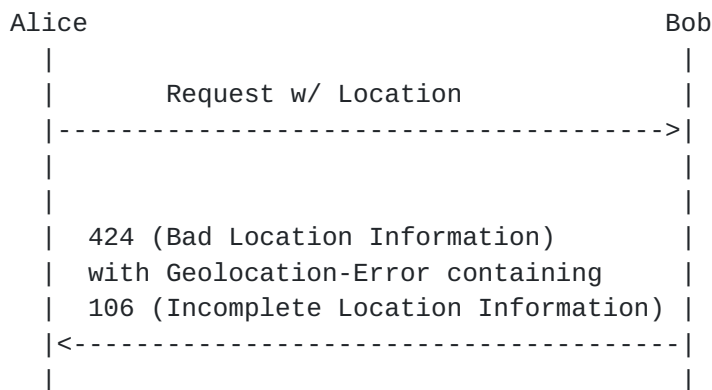 Alice Bob
Request w/ Location
424 (Bad Location Information)
with Geolocation-Error containing
106 (Incomplete Location Information)